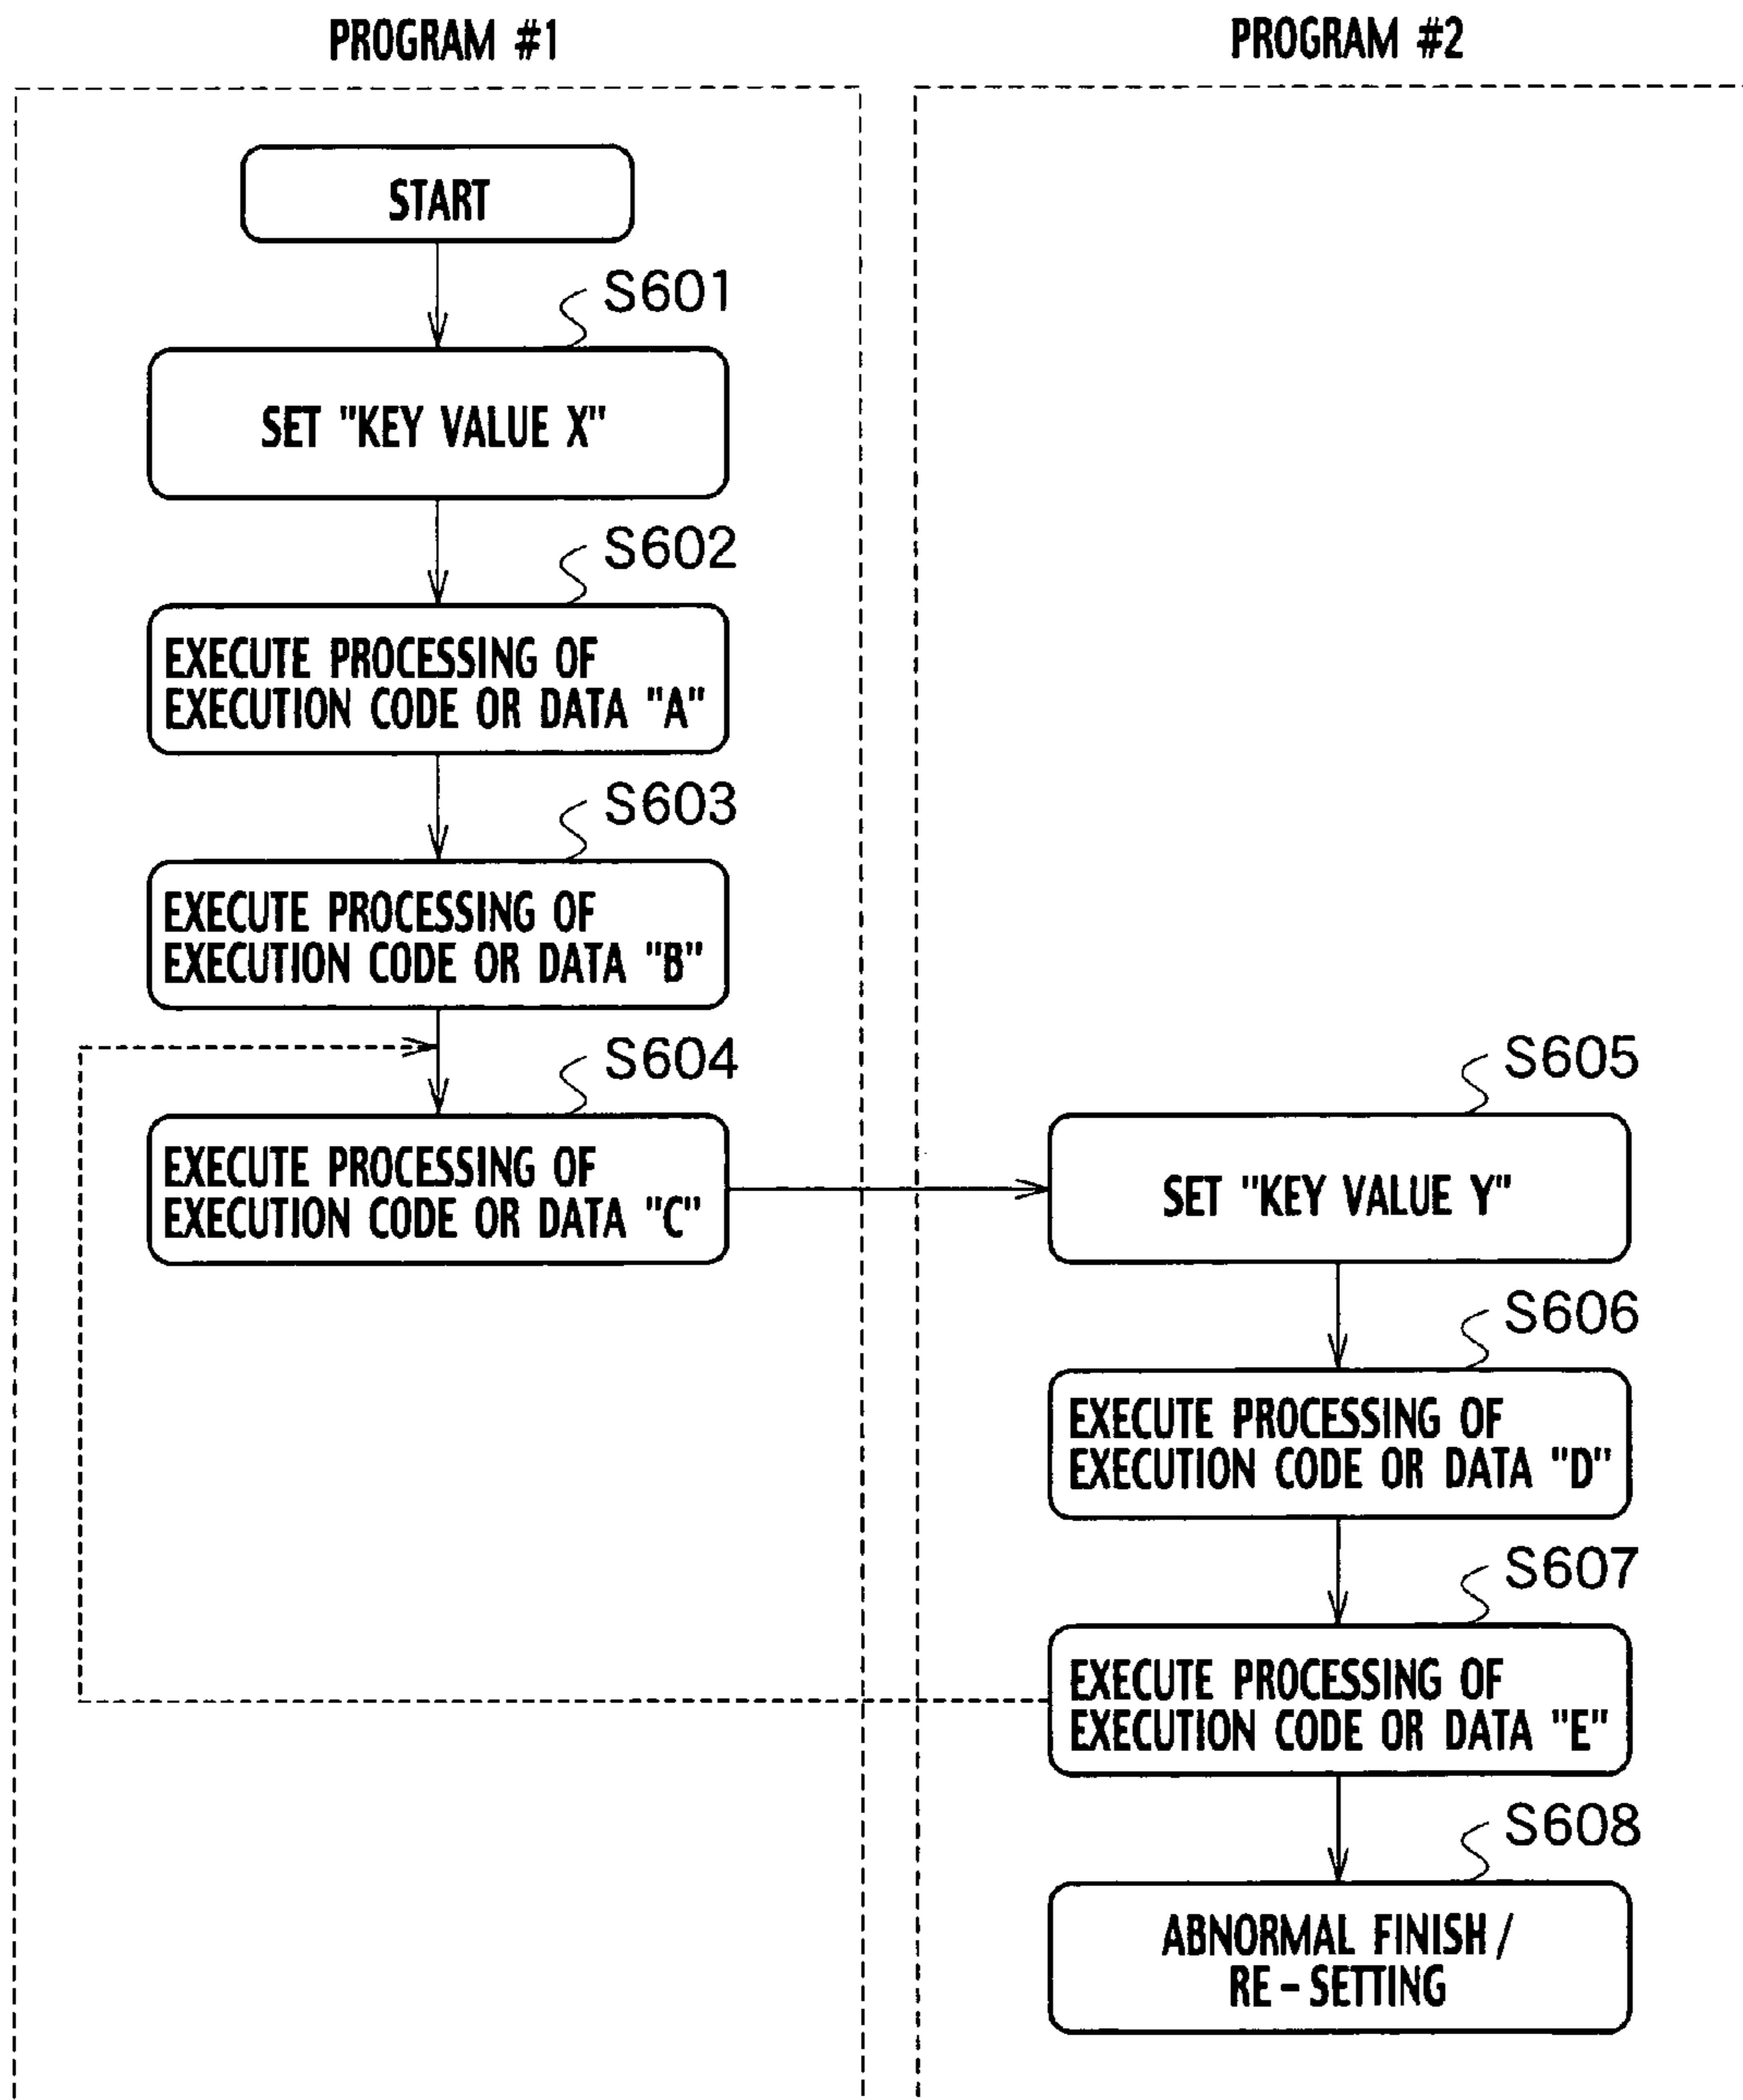 PROGRAM #1
START
S601
SET "KEY VALUE X"
S602
EXECUTE PROCESSING OF
EXECUTION CODE OR DATA "A"
S603
EXECUTE PROCESSING OF
EXECUTION CODE OR DATA "B"
S604
EXECUTE PROCESSING OF
EXECUTION CODE OR DATA "C"
PROGRAM #2
S605
SET "KEY VALUE Y"
S606
EXECUTE PROCESSING OF
EXECUTION CODE OR DATA "D"
S607
EXECUTE PROCESSING OF
EXECUTION CODE OR DATA "E"
S608
ABNORMAL FINISH /
RE-SETTING